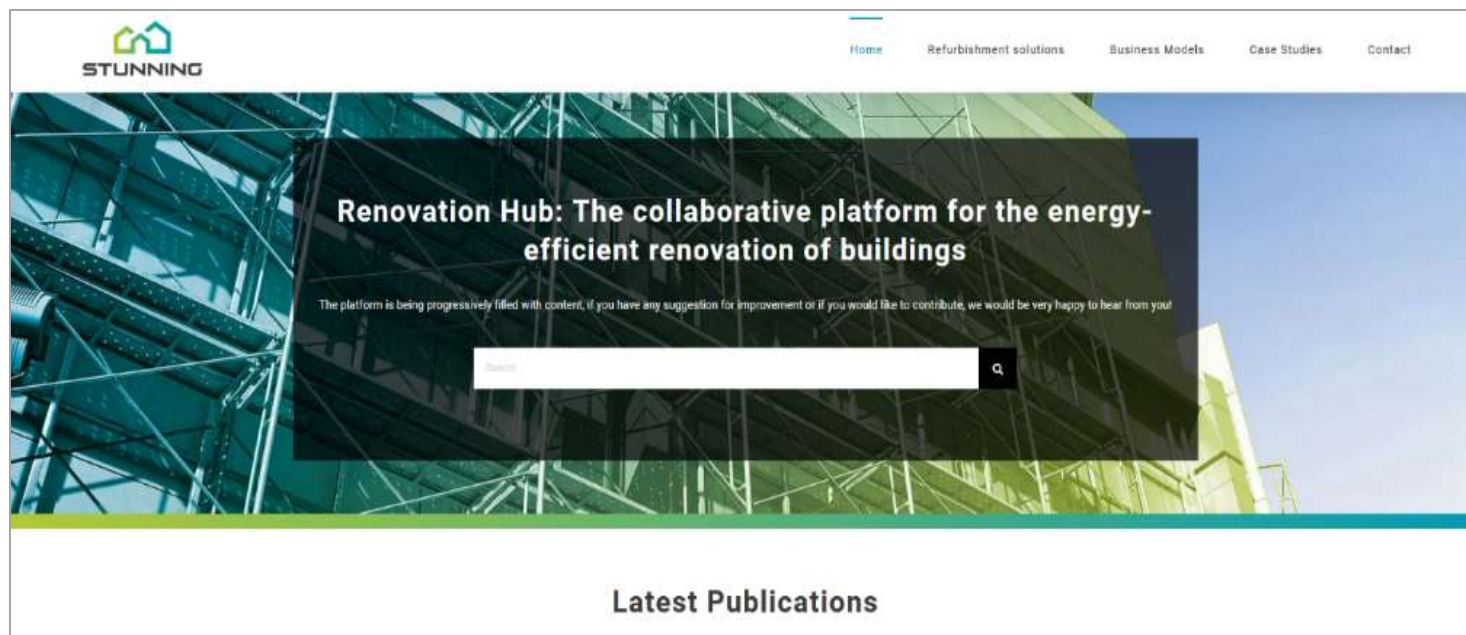 STUNNING
Home Refurbishment solutions Business Models Case Studies Contact
Renovation Hub: The collaborative platform for the energy-
efficient renovation of buildings
The platform is being progressively filled with content, if you have any suggestion for improvement or if you would like to contribute, we would be very happy to hear from you!
Search
Latest Publications